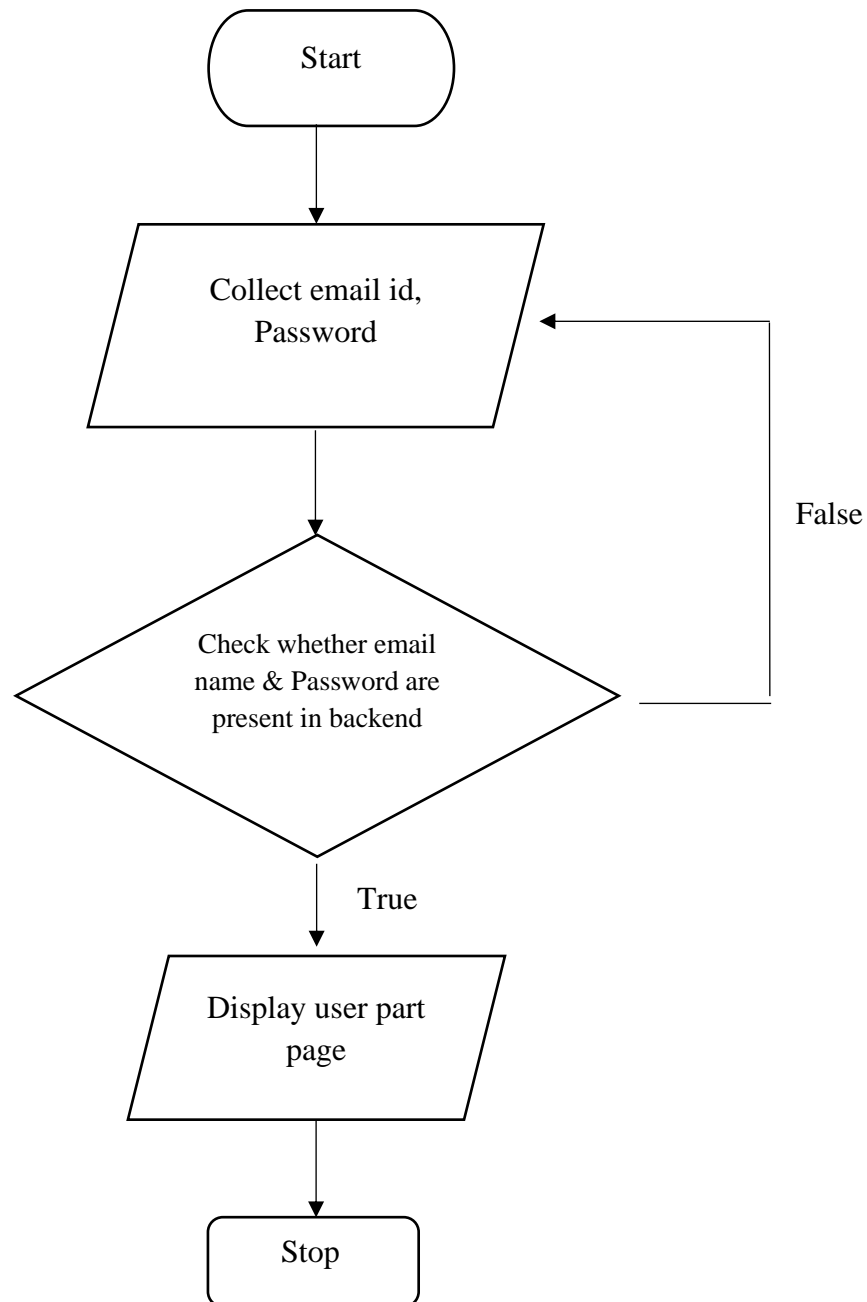 Start
Collect email id,
Password
False
Check whether email
name & Password are
present in backend
True
Display user part
page
Stop